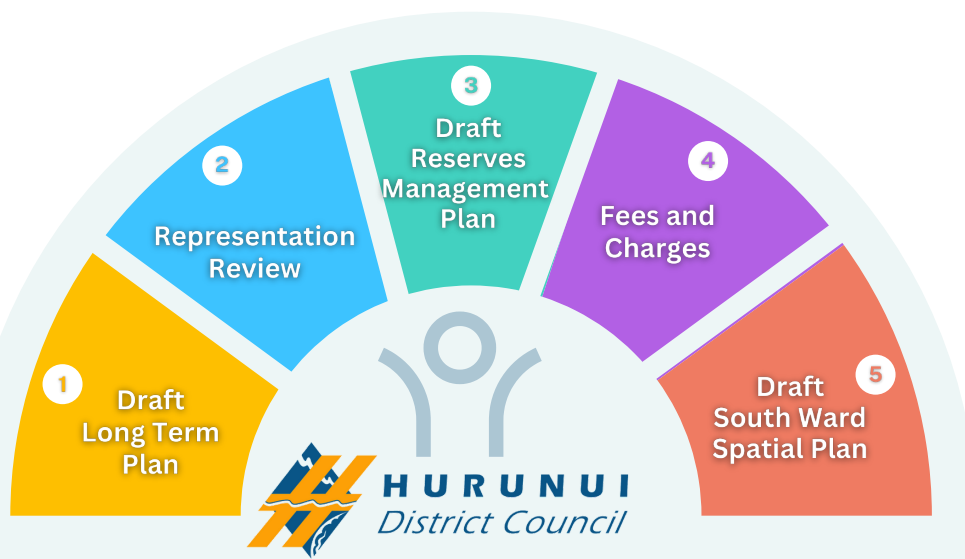 1
Draft
Long Term
Plan
2
Representation
Review
3
Draft
Reserves
Management
Plan
4
Fees and
Charges
5
Draft
South Ward
Spatial Plan
HURUNUI
District Council